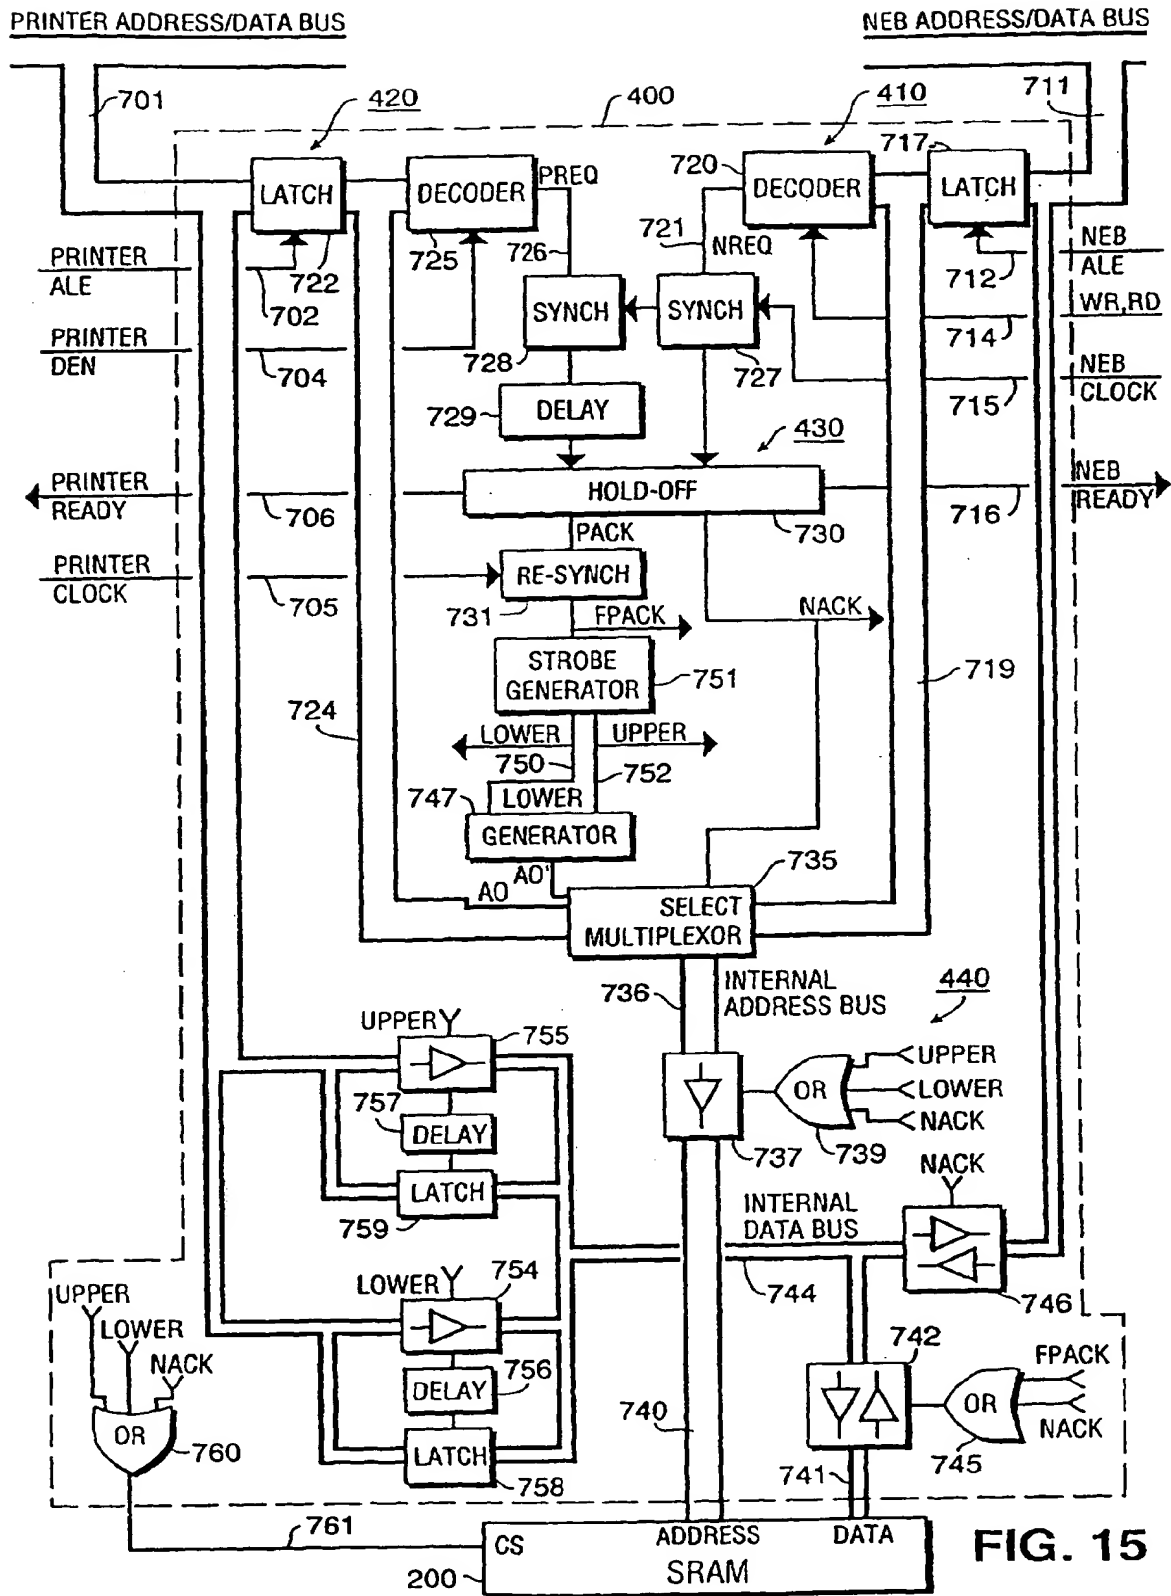 PRINTER ADDRESS/DATA BUS
NEB ADDRESS/DATA BUS
701
420
400
410
711
717
LATCH
DECODER
PREQ
720
DECODER
LATCH
722
725
726
721
NREQ
PRINTER
ALE
702
712
NEB
ALE
SYNCH
SYNCH
WR,RD
714
PRINTER
DEN
704
728
727
NEB
CLOCK
715
729
DELAY
430
PRINTER
READY
706
HOLD-OFF
730
716
NEB
READY
PACK
PRINTER
CLOCK
705
RE-SYNCH
731
FPACK
NACK
STROBE
GENERATOR
751
719
724
LOWER
UPPER
750
752
747
LOWER
GENERATOR
AO'
AO
735
SELECT
MULTIPLEXOR
736
INTERNAL
ADDRESS BUS
440
UPPER
755
OR
UPPER
LOWER
NACK
757
DELAY
737
739
LATCH
759
NACK
INTERNAL
DATA BUS
744
746
LOWER
754
UPPER
LOWER
NACK
756
DELAY
742
FPACK
OR
NACK
740
OR
760
LATCH
758
741
745
761
CS
ADDRESS
DATA
200
SRAM
FIG. 15